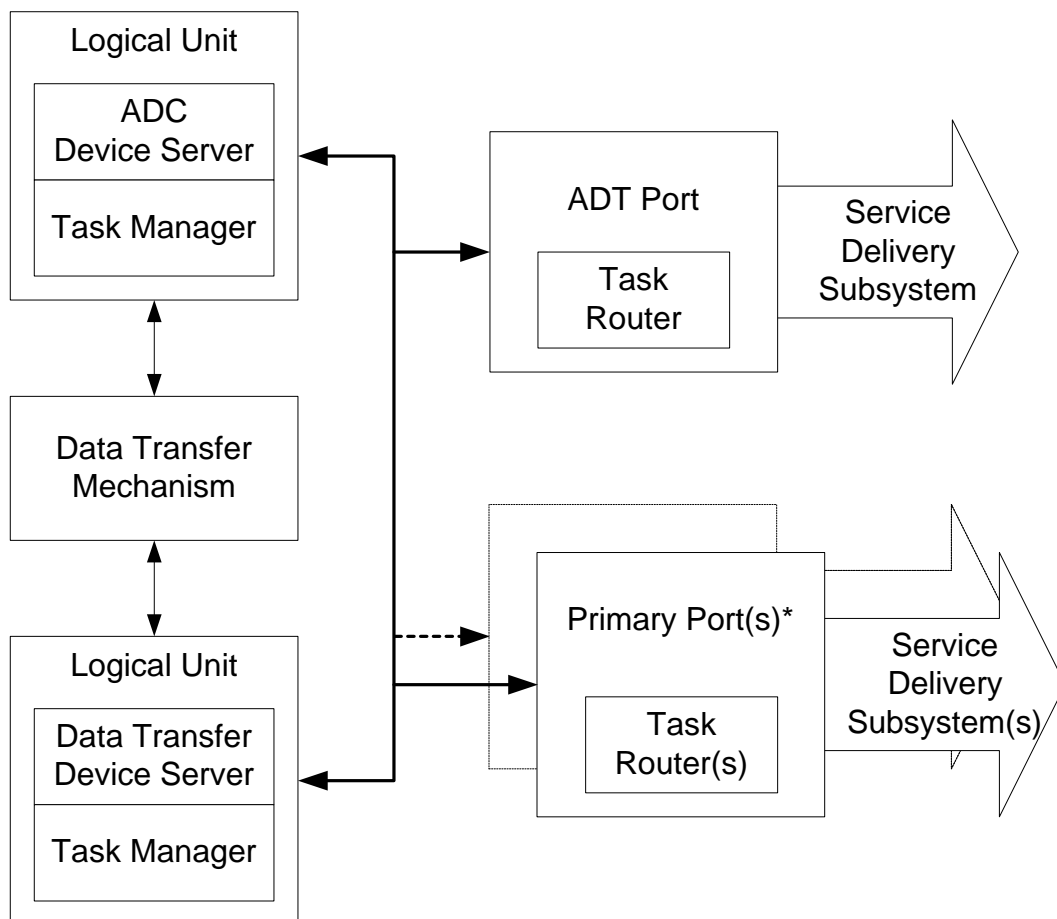 Logical Unit
ADC
Device Server
Task Manager
ADT Port
Task
Router
Service
Delivery
Subsystem
Data Transfer
Mechanism
Logical Unit
Data Transfer
Device Server
Task Manager
Primary Port(s)*
Task
Router(s)
Service
Delivery
Subsystem(s)